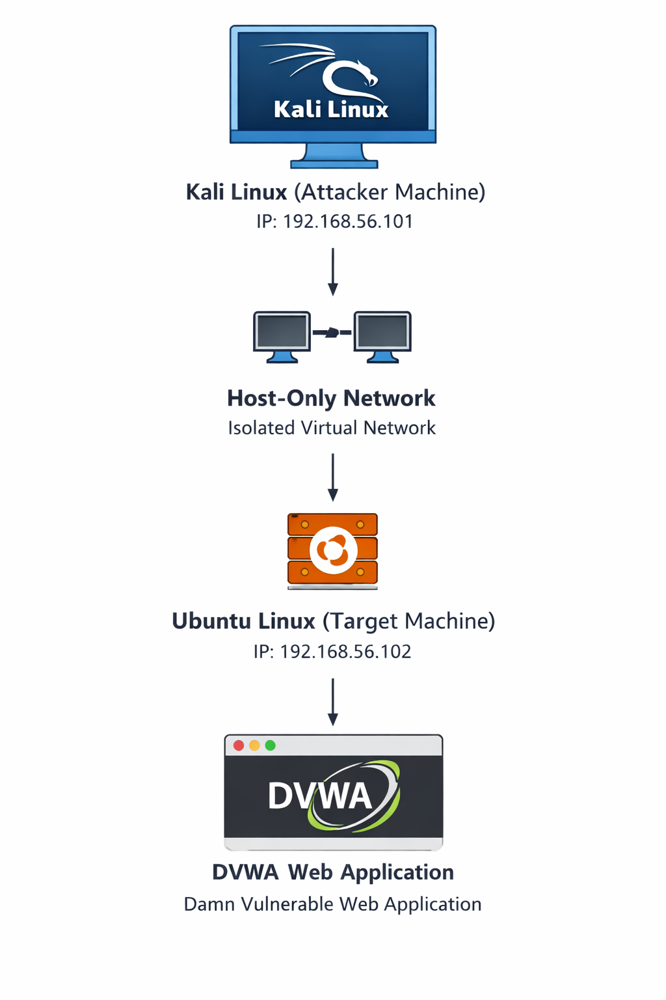 Kali Linux
Kali Linux (Attacker Machine)
IP: 192.168.56.101
Host-Only Network
Isolated Virtual Network
Ubuntu Linux (Target Machine)
IP: 192.168.56.102
DVWA
DVWA Web Application
Damn Vulnerable Web Application